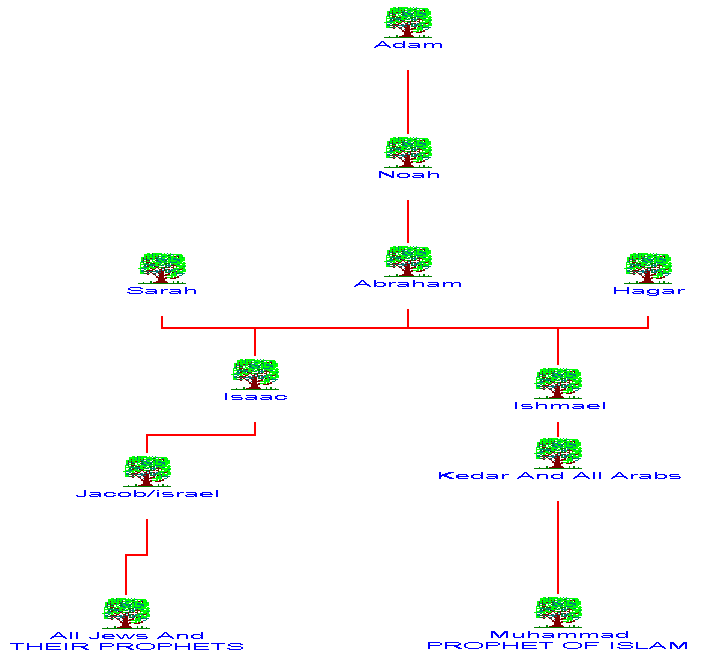 Adam
Noah
Sarah
Abraham
Hagar
Isaac
Ishmael
Kedar And All Arabs
Jacob/israel
All Jews And
THEIR PROPHETS
Muhammad
PROPHET OF ISLAM